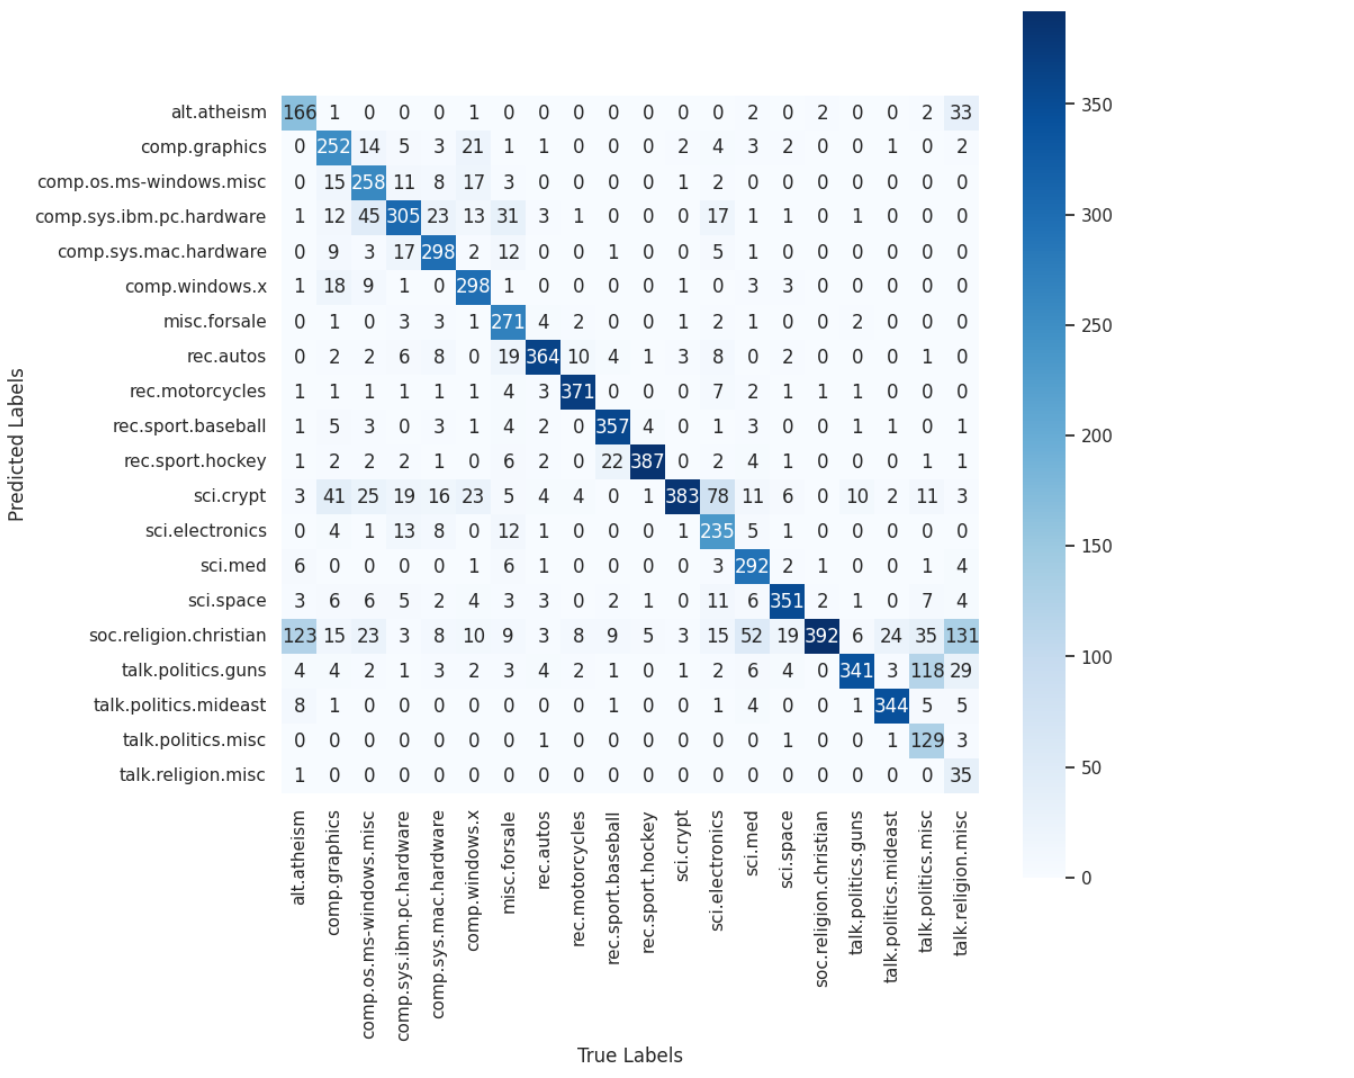 alt.atheism 166 1 0 0 0 1 0 0 0 0 0 0 0 2 0 2 0 0 2 33
comp.graphics 0 252 14 5 3 21 1 1 0 0 0 2 4 3 2 0 0 1 0 2
comp.os.ms-windows.misc 0 15 258 11 8 17 3 0 0 0 0 1 2 0 0 0 0 0 0 0
comp.sys.ibm.pc.hardware 1 12 45 305 23 13 31 3 1 0 0 0 17 1 1 0 1 0 0 0
comp.sys.mac.hardware 0 9 3 17 298 2 12 0 0 1 0 0 5 1 0 0 0 0 0 0
comp.windows.x 1 18 9 1 0 298 1 0 0 0 0 1 0 3 3 0 0 0 0 0
misc.forsale 0 1 0 3 3 1 271 4 2 0 0 1 2 1 0 0 2 0 0 0
rec.autos 0 2 2 6 8 0 19 364 10 4 1 3 8 0 2 0 0 0 1 0
rec.motorcycles 1 1 1 1 1 1 4 3 371 0 0 0 7 2 1 1 1 0 0 0
rec.sport.baseball 1 5 3 0 3 1 4 2 0 357 4 0 1 3 0 0 1 1 0 1
rec.sport.hockey 1 2 2 2 1 0 6 2 0 22 387 0 2 4 1 0 0 0 1 1
sci.crypt 3 41 25 19 16 23 5 4 4 0 1 383 78 11 6 0 10 2 11 3
sci.electronics 0 4 1 13 8 0 12 1 0 0 0 1 235 5 1 0 0 0 0 0
sci.med 6 0 0 0 0 1 6 1 0 0 0 0 3 292 2 1 0 0 1 4
sci.space 3 6 6 5 2 4 3 3 0 2 1 0 11 6 351 2 1 0 7 4
soc.religion.christian 123 15 23 3 8 10 9 3 8 9 5 3 15 52 19 392 6 24 35 131
talk.politics.guns 4 4 2 1 3 2 3 4 2 1 0 1 2 6 4 0 341 3 118 29
talk.politics.mideast 8 1 0 0 0 0 0 0 0 1 0 0 1 4 0 0 1 344 5 5
talk.politics.misc 0 0 0 0 0 0 0 1 0 0 0 0 0 0 1 0 0 1 129 3
talk.religion.misc 1 0 0 0 0 0 0 0 0 0 0 0 0 0 0 0 0 0 0 35
Predicted Labels
alt.atheism
comp.graphics
comp.os.ms-windows.misc
comp.sys.ibm.pc.hardware
comp.sys.mac.hardware
comp.windows.x
misc.forsale
rec.autos
rec.motorcycles
rec.sport.baseball
rec.sport.hockey
sci.crypt
sci.electronics
sci.med
sci.space
soc.religion.christian
talk.politics.guns
talk.politics.mideast
talk.politics.misc
talk.religion.misc
True Labels
350
300
250
200
150
100
50
0